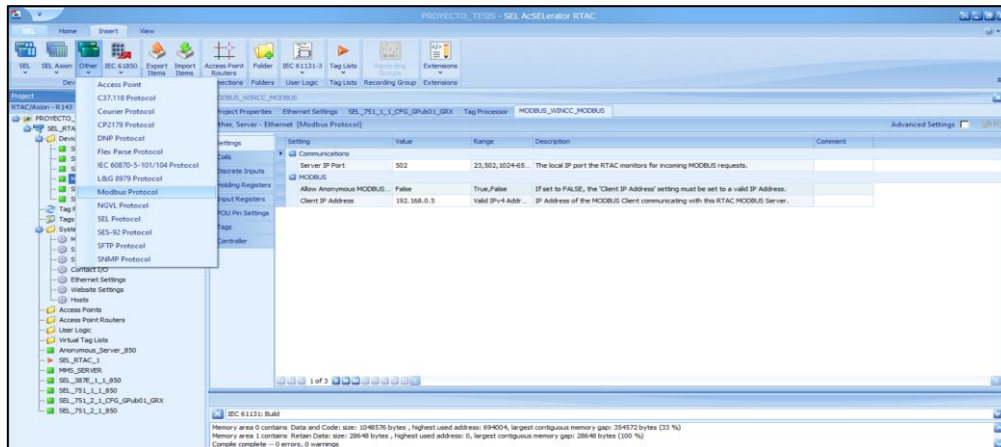 PROYECTO_TESIS - SEL AcSELerator RTAC
SEL Home Insert View
SEL SEL Axion Other IEC 61850 Export Items Import Items Access Point Routers Folder IEC 61131-3 Tag Lists Recording Groups Extensions
Folders User Logic Tag Lists Recording Group Extensions
Access Point
C37.118 Protocol
Courier Protocol
CP2179 Protocol
DNP Protocol
Flex Parse Protocol
IEC 60870-5-101/104 Protocol
L&G 8979 Protocol
Modbus Protocol
NGVL Protocol
SEL Protocol
SES-92 Protocol
SFTP Protocol
SNMP Protocol
Project
RTAC/Axion - R143
PROYECTO_
SEL_RTA
Devic
Tag P
Tags
Syste
Contact I/O
Ethernet Settings
Website Settings
Hosts
Access Points
Access Point Routers
User Logic
Virtual Tag Lists
Anonymous_Server_850
SEL_RTAC_1
MMS_SERVER
SEL_387E_1_1_850
SEL_751_1_1_850
SEL_751_2_1_CFG_GPub01_GRX
SEL_751_2_1_850
MODBUS_WINCC_MODBUS
Project Properties Ethernet Settings SEL_751_1_1_CFG_GPub01_GRX Tag Processor MODBUS_WINCC_MODBUS
Other, Server - Ethernet [Modbus Protocol] Advanced Settings
Settings
Coils
Discrete Inputs
Holding Registers
Input Registers
POU Pin Settings
Tags
Controller
Setting Value Range Description Comment
Communications
Server IP Port 502 23,502,1024-65... The local IP port the RTAC monitors for incoming MODBUS requests.
MODBUS
Allow Anonymous MODBUS... False True,False If set to FALSE, the 'Client IP Address' setting must be set to a valid IP Address.
Client IP Address 192.168.0.5 Valid IPv4 Addr... IP Address of the MODBUS Client communicating with this RTAC MODBUS Server.
1 of 3
IEC 61131: Build
Memory area 0 contains Data and Code: size: 1048576 bytes , highest used address: 694004, largest contiguous memory gap: 354572 bytes (33 %)
Memory area 1 contains Retain Data: size: 28648 bytes , highest used address: 0, largest contiguous memory gap: 28648 bytes (100 %)
Compile complete -- 0 errors, 0 warnings